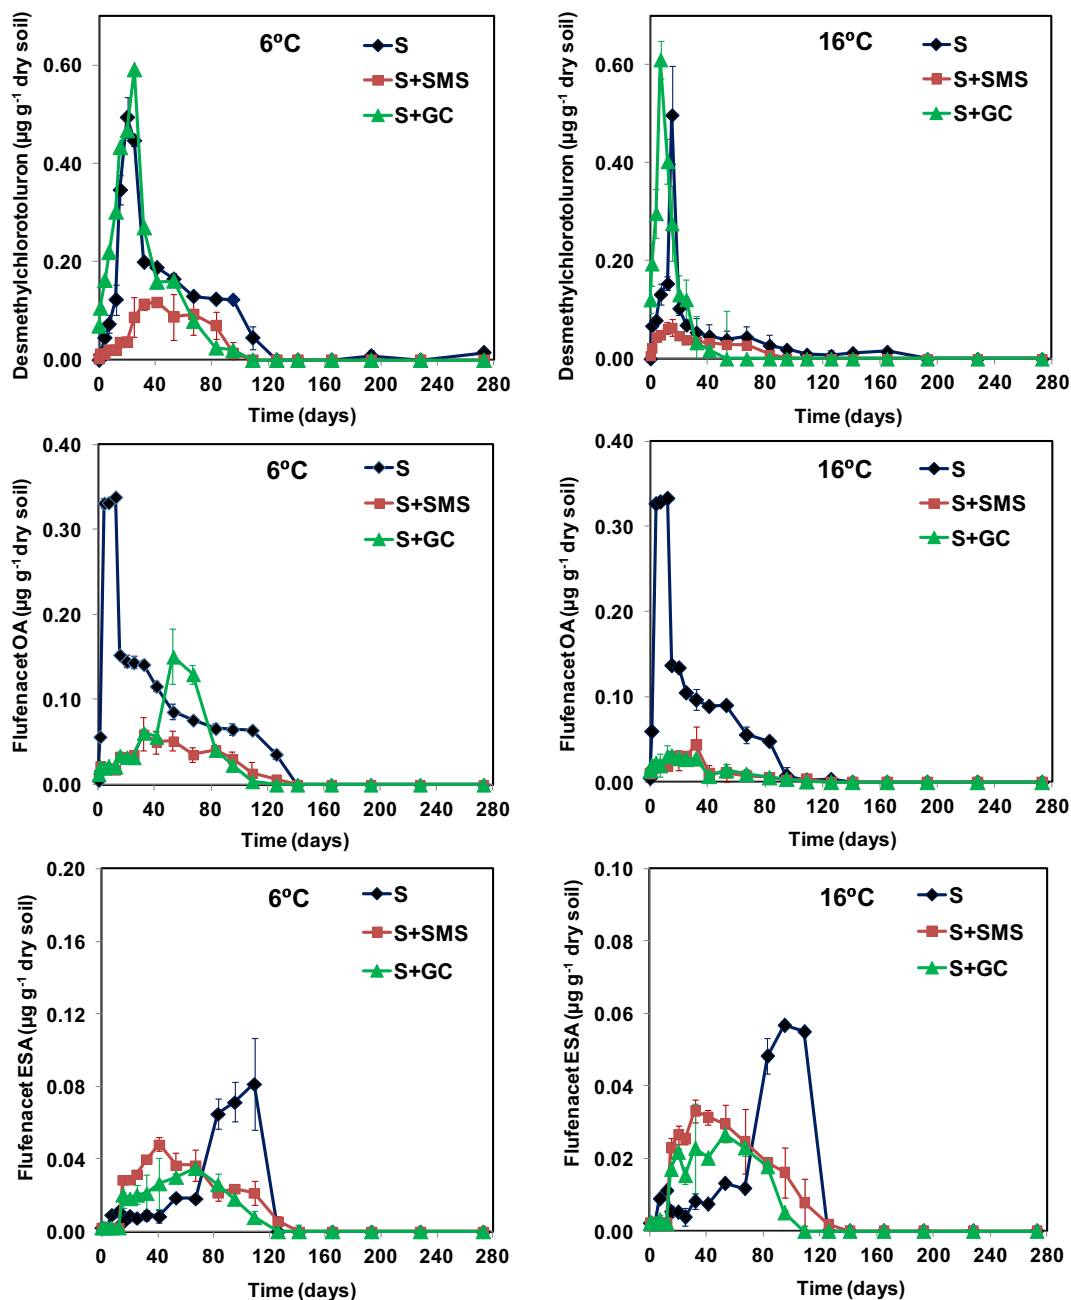 6ºC
S
S+SMS
S+GC
0.60
0.40
0.20
0.00
0 40 80 120 160 200 240 280
Time (days)
Desmethylchlorotoluron (µg g⁻¹ dry soil)
16ºC
S
S+SMS
S+GC
0.60
0.40
0.20
0.00
0 40 80 120 160 200 240 280
Time (days)
Desmethylchlorotoluron (µg g⁻¹ dry soil)
6ºC
S
S+SMS
S+GC
0.40
0.30
0.20
0.10
0.00
0 40 80 120 160 200 240 280
Time (days)
Flufenacet OA (µg g⁻¹ dry soil)
16ºC
S
S+SMS
S+GC
0.40
0.30
0.20
0.10
0.00
0 40 80 120 160 200 240 280
Time (days)
Flufenacet OA (µg g⁻¹ dry soil)
6ºC
S
S+SMS
S+GC
0.20
0.16
0.12
0.08
0.04
0.00
0 40 80 120 160 200 240 280
Time (days)
Flufenacet ESA (µg g⁻¹ dry soil)
16ºC
S
S+SMS
S+GC
0.10
0.08
0.06
0.04
0.02
0.00
0 40 80 120 160 200 240 280
Time (days)
Flufenacet ESA (µg g⁻¹ dry soil)